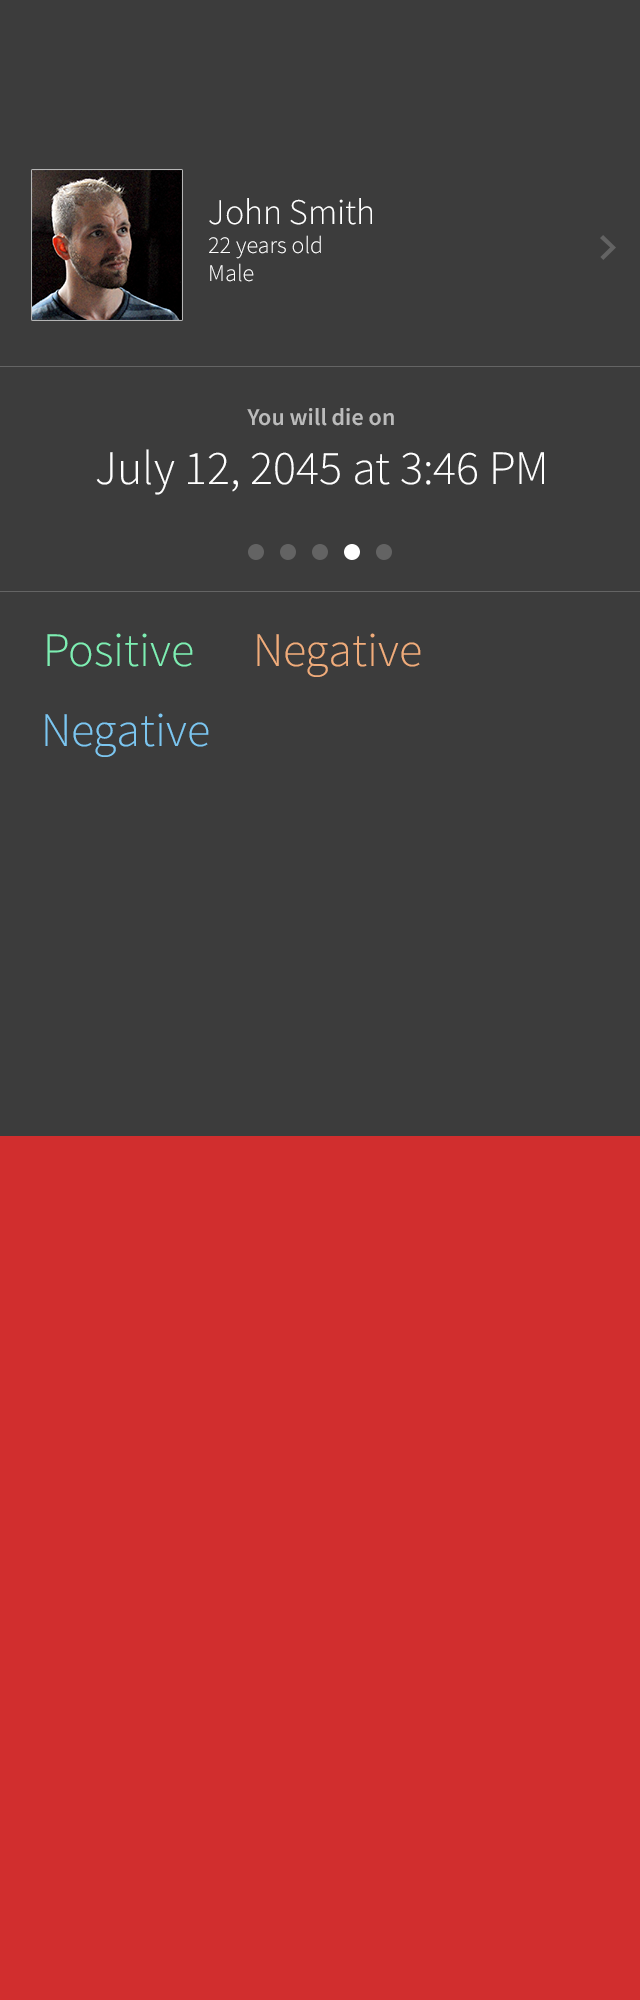 John Smith
22 years old
Male
You will die on
July 12, 2045 at 3:46 PM
Positive Negative
Negative